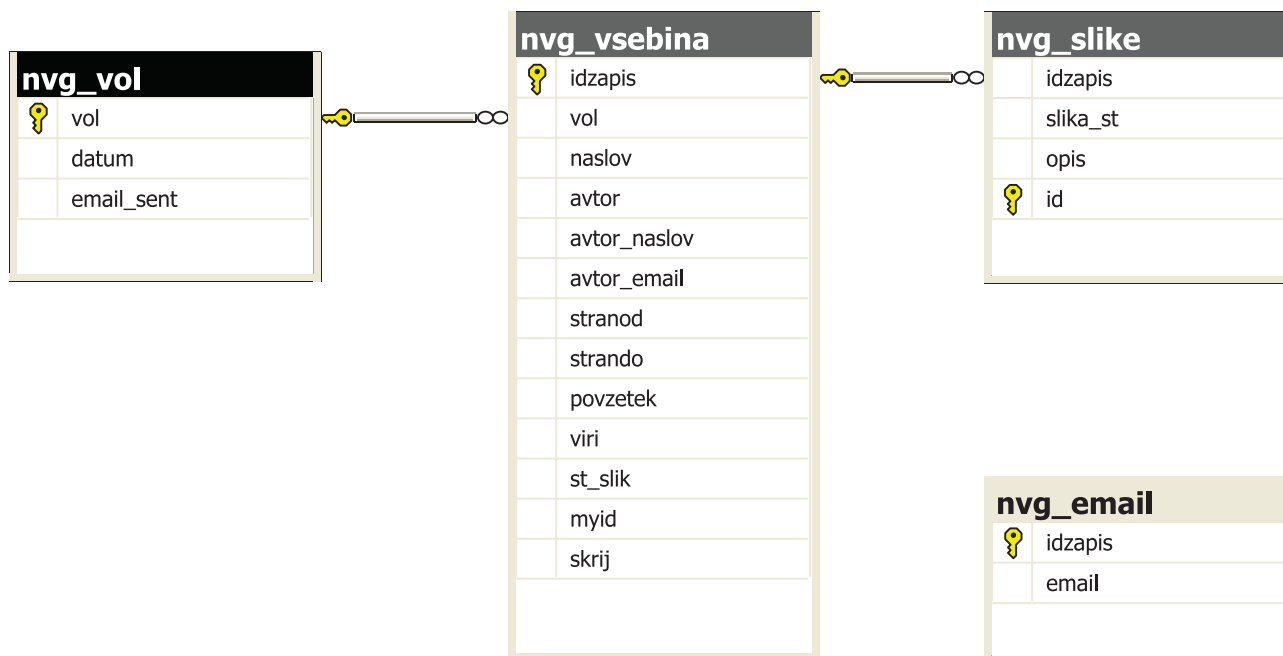 nvg_vol
vol
datum
email_sent
nvg_vsebina
idzapis
vol
naslov
avtor
avtor_naslov
avtor_email
stranod
strando
povzetek
viri
st_slik
myid
skrij
nvg_slike
idzapis
slika_st
opis
id
nvg_email
idzapis
email